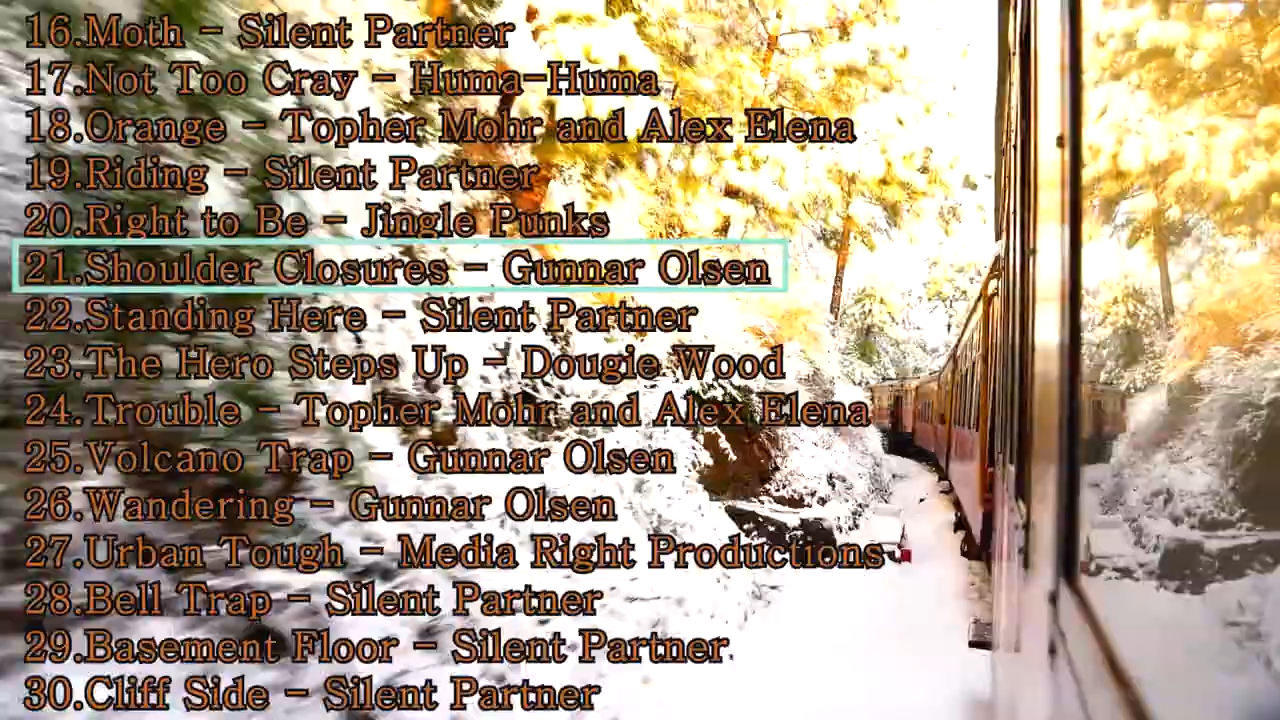 16.Moth - Silent Partner
17.Not Too Cray - Huma-Huma
18.Orange - Topher Mohr and Alex Elena
19.Riding - Silent Partner
20.Right to Be - Jingle Punks
21.Shoulder Closures - Gunnar Olsen
22.Standing Here - Silent Partner
23.The Hero Steps Up - Dougie Wood
24.Trouble - Topher Mohr and Alex Elena
25.Volcano Trap - Gunnar Olsen
26.Wandering - Gunnar Olsen
27.Urban Tough - Media Right Productions
28.Bell Trap - Silent Partner
29.Basement Floor - Silent Partner
30.Cliff Side - Silent Partner